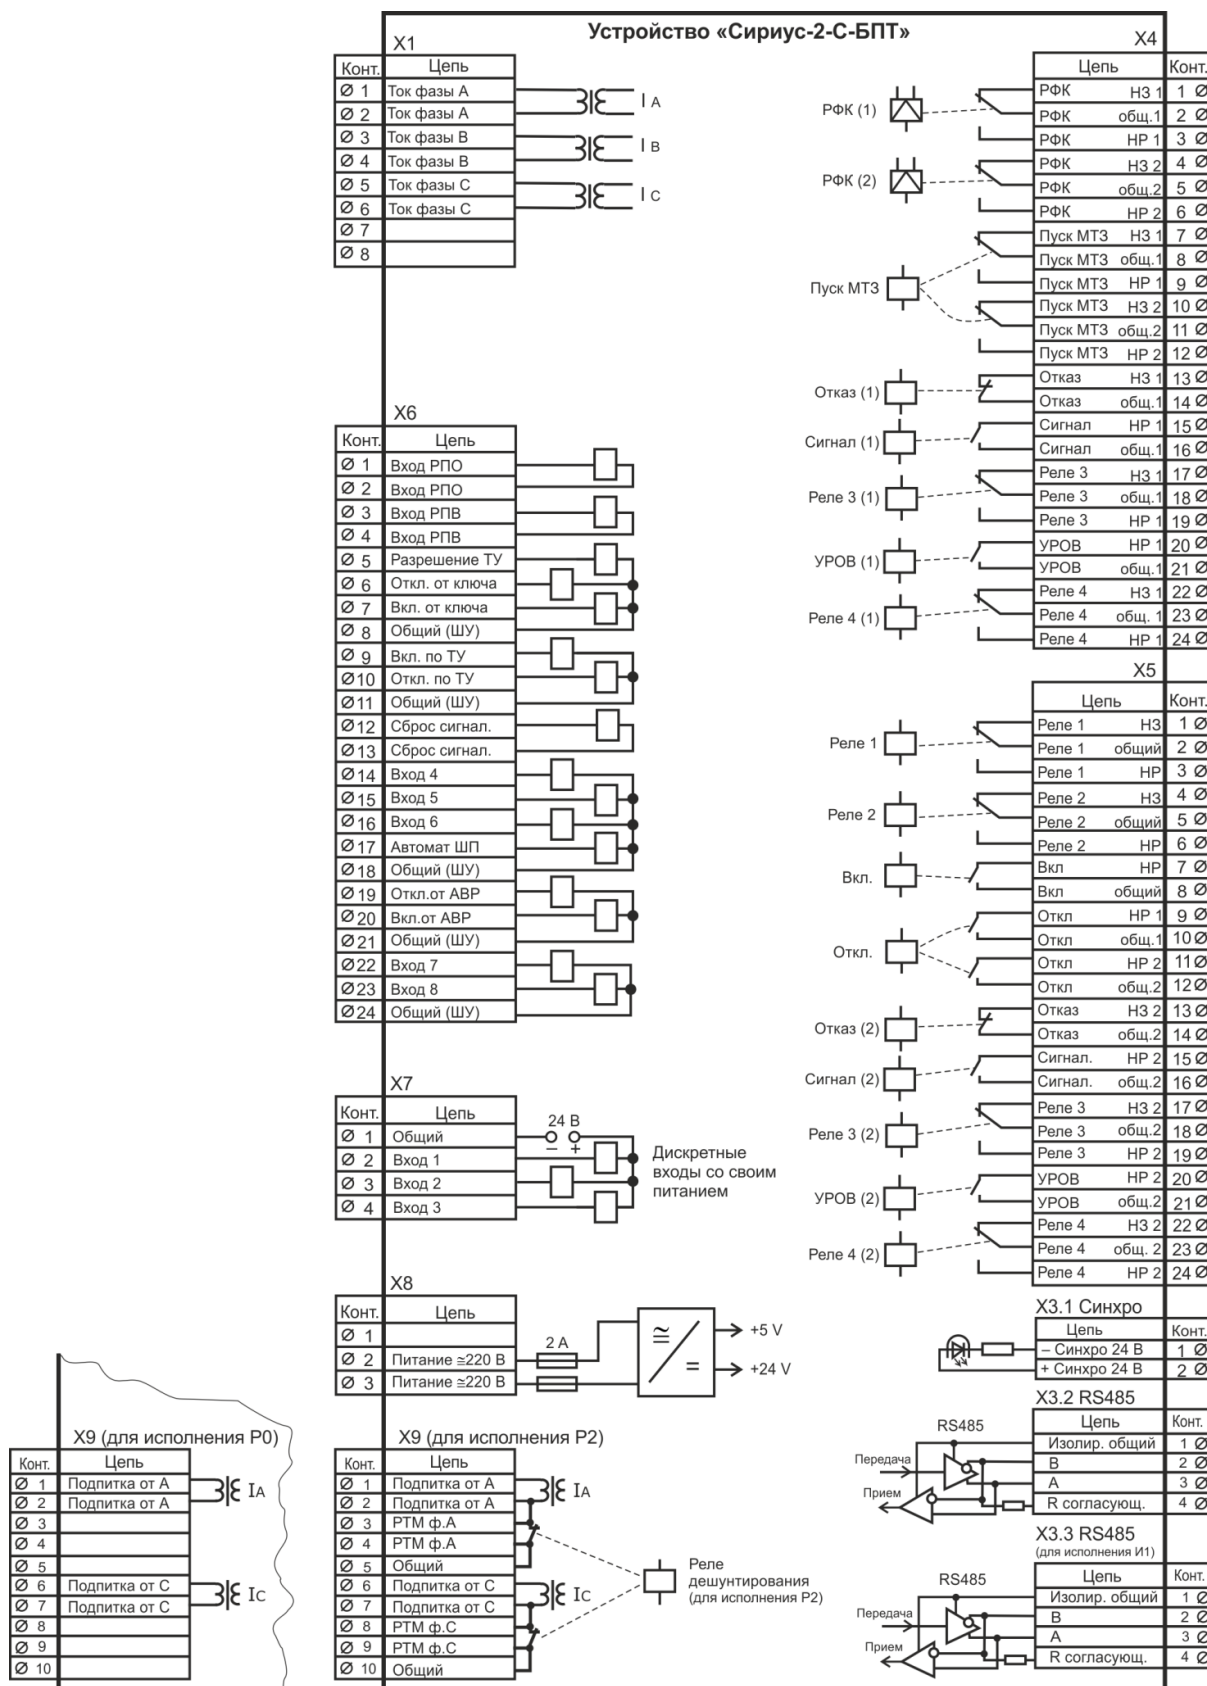 Устройство «Сириус-2-С-БПТ»
X1
Конт. Цепь
1 Ток фазы А
2 Ток фазы А
3 Ток фазы В
4 Ток фазы В
5 Ток фазы С
6 Ток фазы С
7
8
I A
I B
I C
X6
Конт. Цепь
1 Вход РПО
2 Вход РПО
3 Вход РПВ
4 Вход РПВ
5 Разрешение ТУ
6 Откл. от ключа
7 Вкл. от ключа
8 Общий (ШУ)
9 Вкл. по ТУ
10 Откл. по ТУ
11 Общий (ШУ)
12 Сброс сигнал.
13 Сброс сигнал.
14 Вход 4
15 Вход 5
16 Вход 6
17 Автомат ШП
18 Общий (ШУ)
19 Откл.от АВР
20 Вкл.от АВР
21 Общий (ШУ)
22 Вход 7
23 Вход 8
24 Общий (ШУ)
X7
Конт. Цепь
1 Общий
2 Вход 1
3 Вход 2
4 Вход 3
24 В
– +
Дискретные
входы со своим
питанием
X8
Конт. Цепь
1
2 Питание ≅220 В
3 Питание ≅220 В
2 А
≅
=
+5 V
+24 V
X9 (для исполнения Р0)
Конт. Цепь
1 Подпитка от А
2 Подпитка от А
3
4
5
6 Подпитка от С
7 Подпитка от С
8
9
10
IA
IC
X9 (для исполнения Р2)
Конт. Цепь
1 Подпитка от А
2 Подпитка от А
3 РТМ ф.А
4 РТМ ф.А
5 Общий
6 Подпитка от С
7 Подпитка от С
8 РТМ ф.С
9 РТМ ф.С
10 Общий
IA
IC
Реле
дешунтирования
(для исполнения Р2)
X4
Цепь Конт.
РФК НЗ 1 1
РФК общ.1 2
РФК НР 1 3
РФК НЗ 2 4
РФК общ.2 5
РФК НР 2 6
Пуск МТЗ НЗ 1 7
Пуск МТЗ общ.1 8
Пуск МТЗ НР 1 9
Пуск МТЗ НЗ 2 10
Пуск МТЗ общ.2 11
Пуск МТЗ НР 2 12
Отказ НЗ 1 13
Отказ общ.1 14
Сигнал НР 1 15
Сигнал общ.1 16
Реле 3 НЗ 1 17
Реле 3 общ.1 18
Реле 3 НР 1 19
УРОВ НР 1 20
УРОВ общ.1 21
Реле 4 НЗ 1 22
Реле 4 общ. 1 23
Реле 4 НР 1 24
РФК (1)
РФК (2)
Пуск МТЗ
Отказ (1)
Сигнал (1)
Реле 3 (1)
УРОВ (1)
Реле 4 (1)
X5
Цепь Конт.
Реле 1 НЗ 1
Реле 1 общий 2
Реле 1 НР 3
Реле 2 НЗ 4
Реле 2 общий 5
Реле 2 НР 6
Вкл НР 7
Вкл общий 8
Откл НР 1 9
Откл общ.1 10
Откл НР 2 11
Откл общ.2 12
Отказ НЗ 2 13
Отказ общ.2 14
Сигнал. НР 2 15
Сигнал. общ.2 16
Реле 3 НЗ 2 17
Реле 3 общ.2 18
Реле 3 НР 2 19
УРОВ НР 2 20
УРОВ общ.2 21
Реле 4 НЗ 2 22
Реле 4 общ. 2 23
Реле 4 НР 2 24
Реле 1
Реле 2
Вкл.
Откл.
Отказ (2)
Сигнал (2)
Реле 3 (2)
УРОВ (2)
Реле 4 (2)
X3.1 Синхро
Цепь Конт.
– Синхро 24 В 1
+ Синхро 24 В 2
X3.2 RS485
Цепь Конт.
Изолир. общий 1
B 2
A 3
R согласующ. 4
RS485
Передача
Прием
X3.3 RS485
(для исполнения И1)
Цепь Конт.
Изолир. общий 1
B 2
A 3
R согласующ. 4
RS485
Передача
Прием